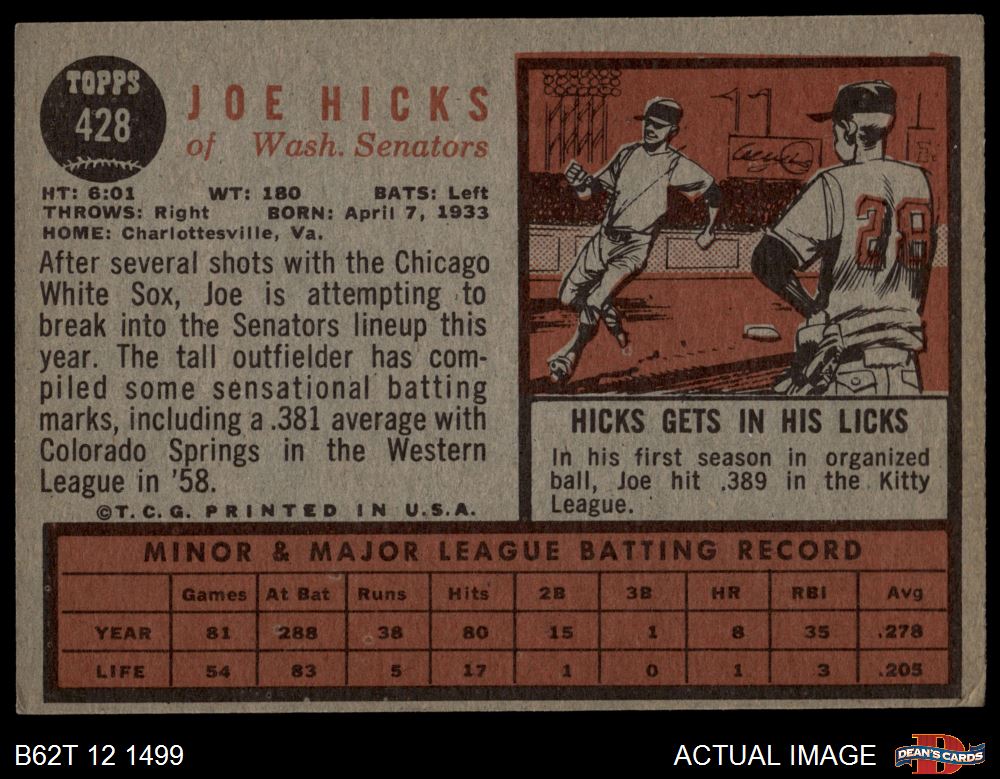 TOPPS
428
JOE HICKS
of Wash. Senators
HT: 6:01 WT: 180 BATS: Left
THROWS: Right BORN: April 7, 1933
HOME: Charlottesville, Va.
After several shots with the Chicago
White Sox, Joe is attempting to
break into the Senators lineup this
year. The tall outfielder has com-
piled some sensational batting
marks, including a .381 average with
Colorado Springs in the Western
League in '58.
©T.C.G. PRINTED IN U.S.A.
28
HICKS GETS IN HIS LICKS
In his first season in organized
ball, Joe hit .389 in the Kitty
League.
MINOR & MAJOR LEAGUE BATTING RECORD
Games At Bat Runs Hits 2B 3B HR RBI Avg
YEAR 81 288 38 80 15 1 8 35 .278
LIFE 54 83 5 17 1 0 1 3 .205
B62T 12 1499 ACTUAL IMAGE DEAN'S CARDS